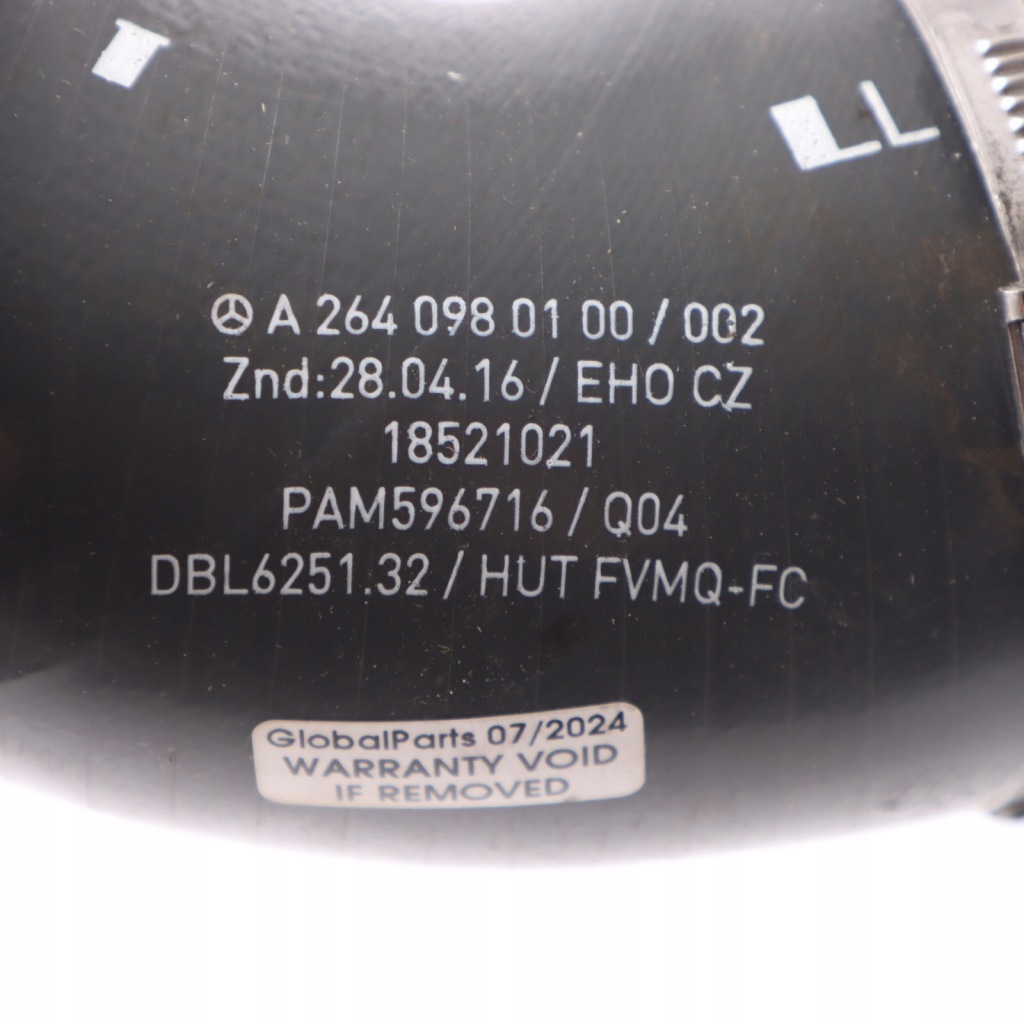 A 264 098 01 00 / 002
Znd:28.04.16 / EHO CZ
18521021
PAM596716 / Q04
DBL6251.32 / HUT FVMQ-FC
GlobalParts 07/2024
WARRANTY VOID
IF REMOVED